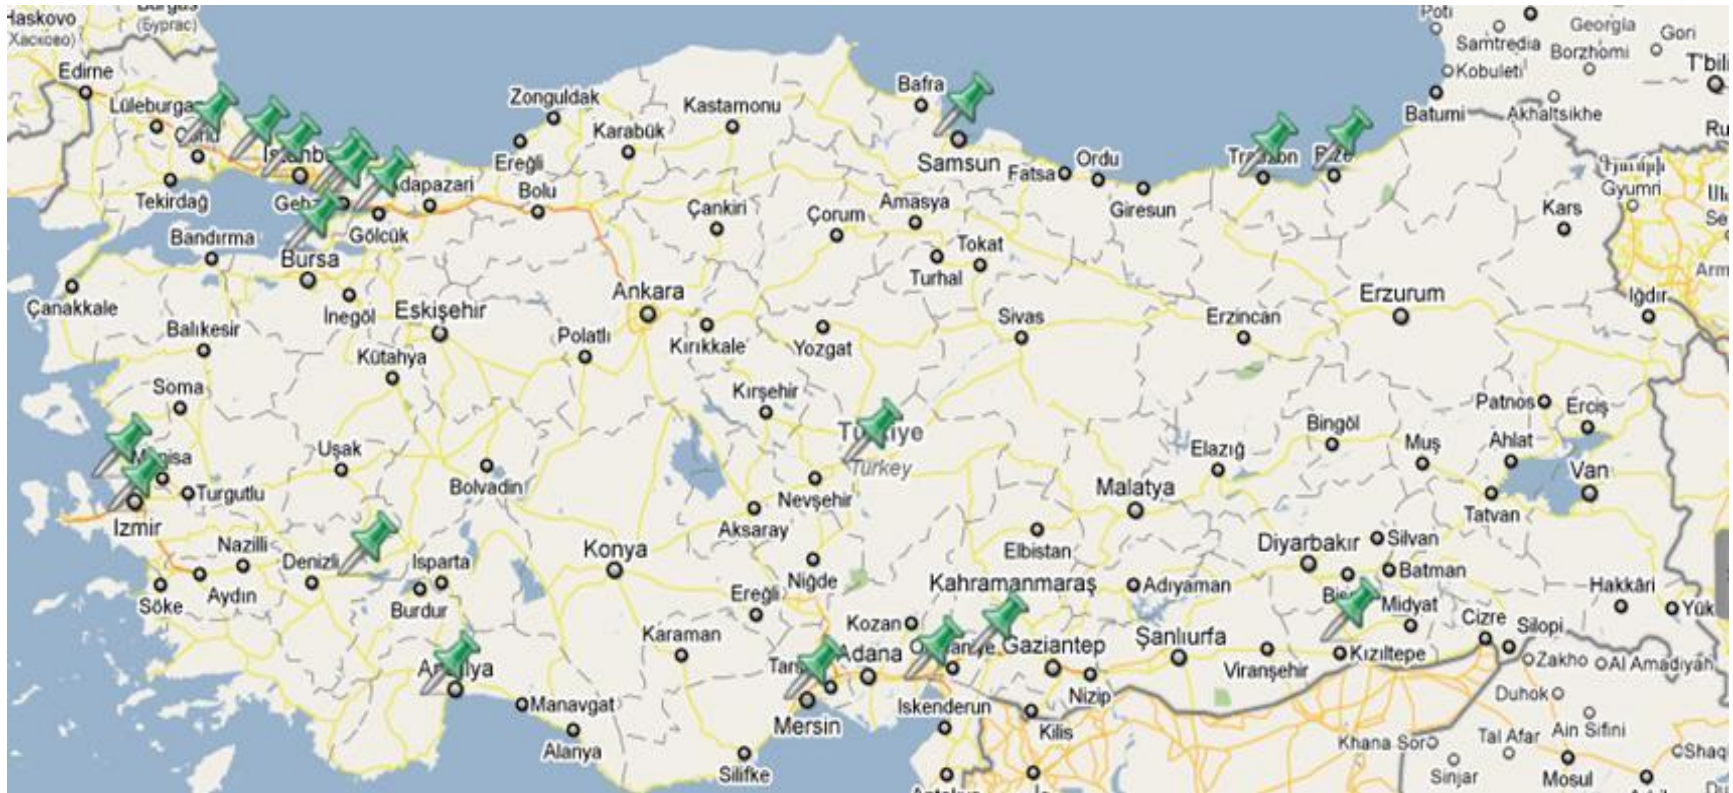 Haskovo
(Хасково)
(Бургас)
Edirne
Zonguldak
Kastamonu
Bafra
Karabük
Ereğli
Samsun
Fatsa
Ordu
Giresun
Poti
Samtredia
Georgia
Gori
Borzhomi
Kobuleti
Batumi
Akhaltsikhe
Gyumri
Kars
Tekirdağ
Bolu
Gölcük
Bandırma
Bursa
Çankiri
Çorum
Amasya
Tokat
Turhal
Çanakkale
İnegöl
Eskişehir
Ankara
Erzurum
Iğdır
Balıkesir
Kütahya
Polatlı
Kırıkkale
Yozgat
Sivas
Erzincan
Soma
Kırşehir
Patnos
Erciş
Uşak
Turkey
Elazığ
Bingöl
Muş
Ahlat
Van
Turgutlu
Bolvadin
Nevşehir
Malatya
Tatvan
Izmir
Aksaray
Nazilli
Denizli
Isparta
Konya
Niğde
Elbistan
Diyarbakır
Silvan
Batman
Söke
Aydın
Burdur
Ereğli
Kahramanmaraş
Adıyaman
Midyat
Hakkâri
Yük
Kozan
Karaman
Adana
Gaziantep
Şanlıurfa
Viranşehir
Kızıltepe
Cizre
Silopi
Zakho
Al Amadiyah
Manavgat
Mersin
Iskenderun
Nizip
Duhok
Alanya
Silifke
Kilis
Khana Sor
Tal Afar
Ain Sifini
Sinjar
Mosul